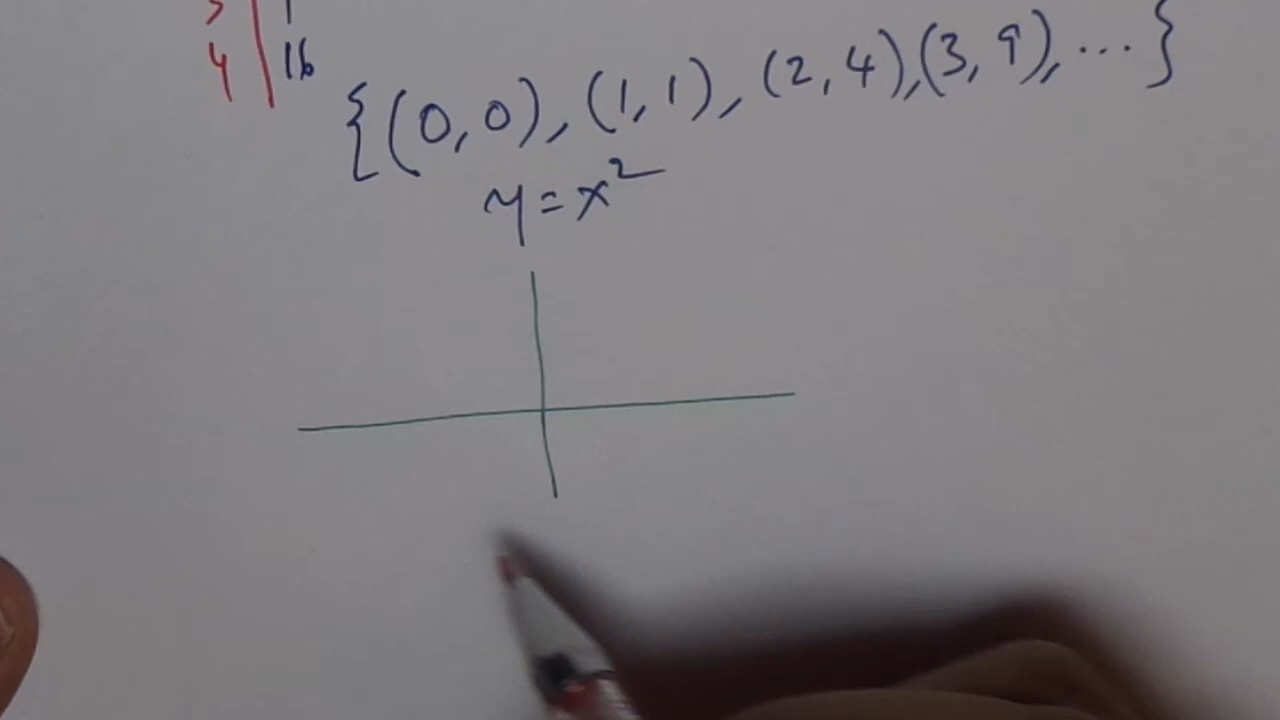 4 | 16
{(0,0), (1,1), (2,4),(3,9), ... }
y=x²